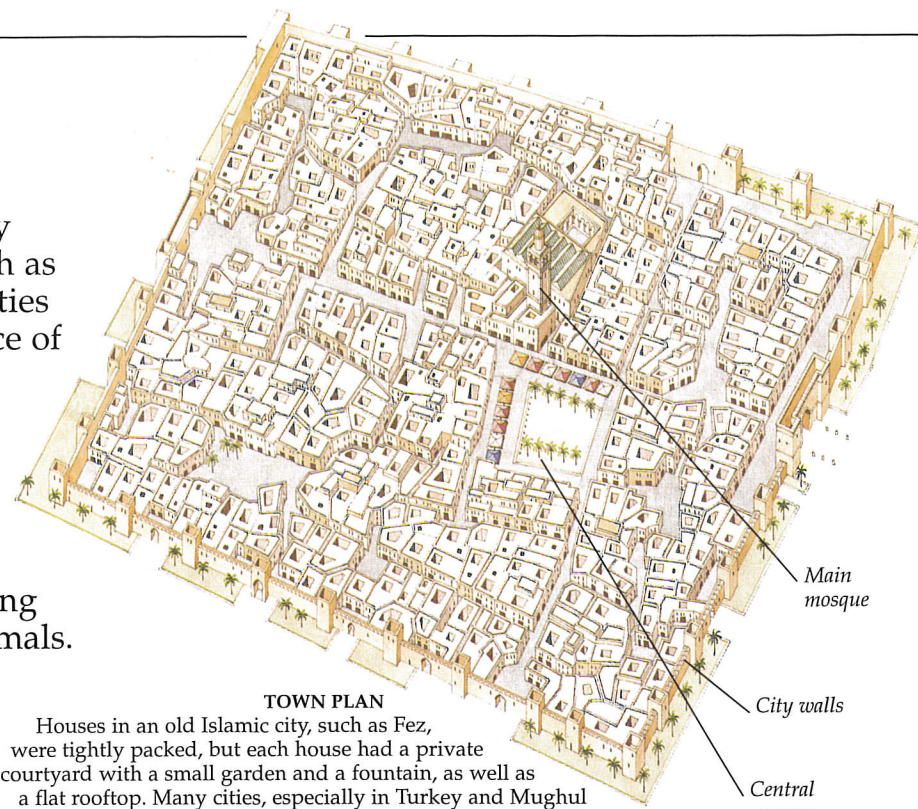 y
h as
ties
ce of
ng
mals.
Main
mosque
City walls
Central
TOWN PLAN
Houses in an old Islamic city, such as Fez,
were tightly packed, but each house had a private
courtyard with a small garden and a fountain, as well as
a flat rooftop. Many cities, especially in Turkey and Mughul